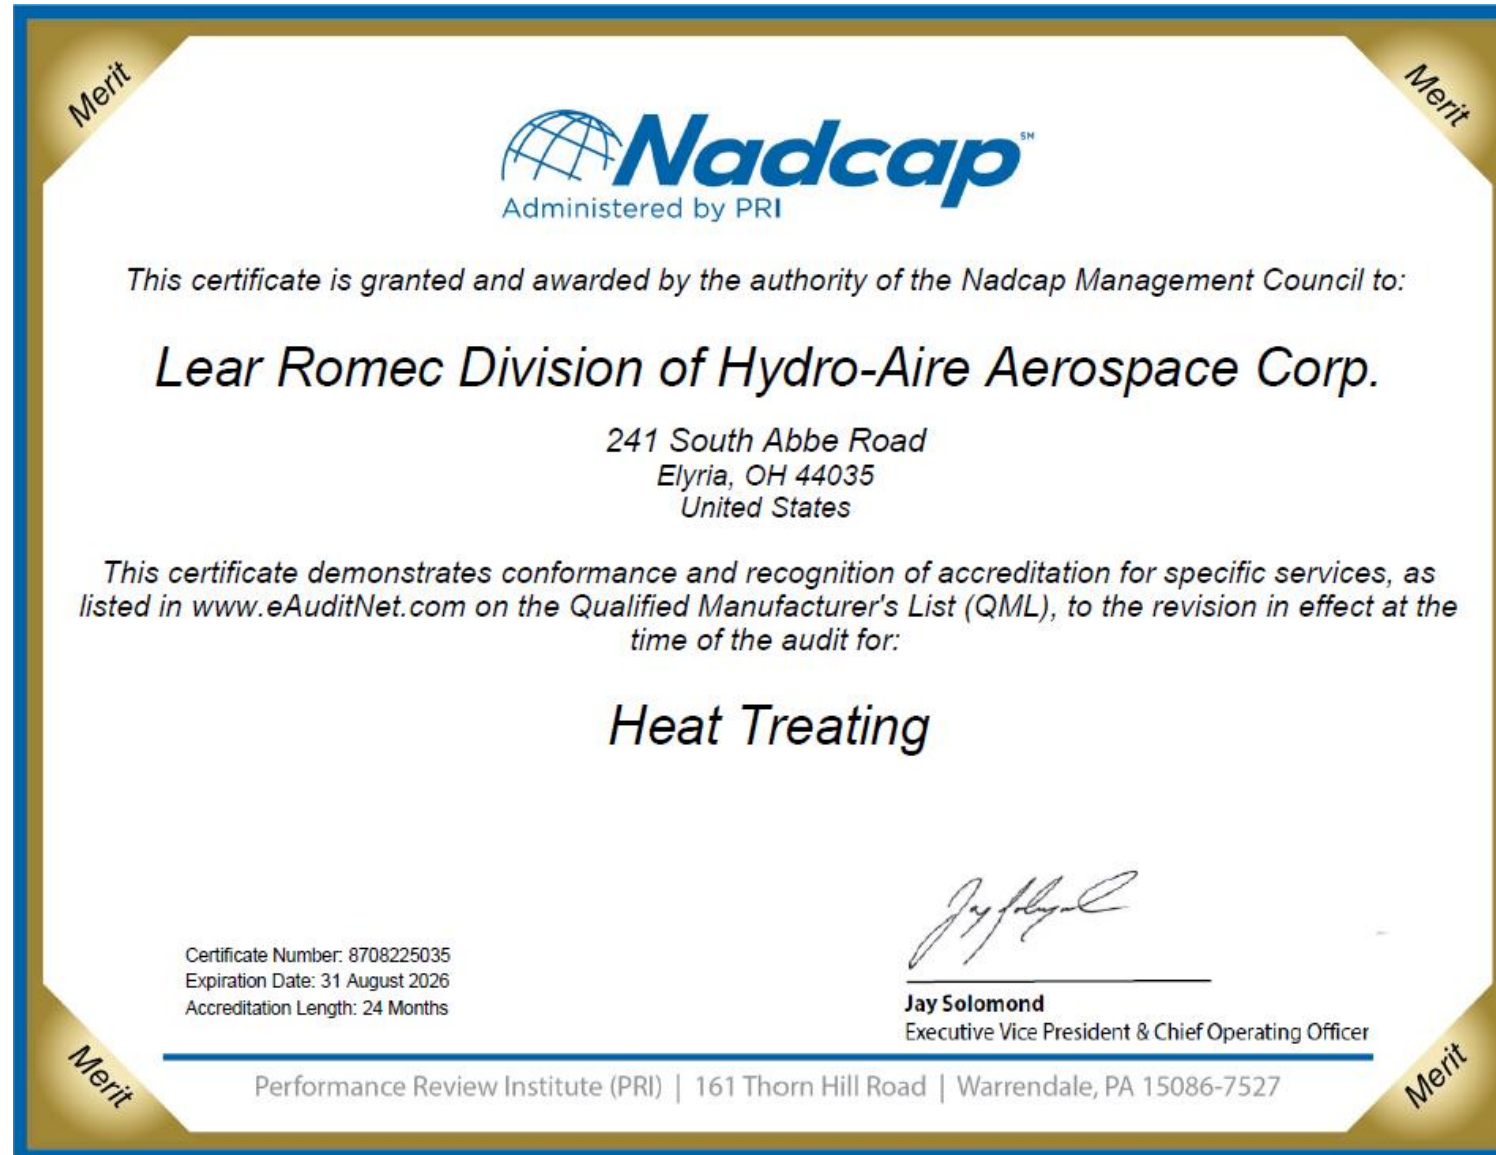 Merit
Merit
Nadcap SM
Administered by PRI
This certificate is granted and awarded by the authority of the Nadcap Management Council to:
Lear Romec Division of Hydro-Aire Aerospace Corp.
241 South Abbe Road
Elyria, OH 44035
United States
This certificate demonstrates conformance and recognition of accreditation for specific services, as
listed in www.eAuditNet.com on the Qualified Manufacturer's List (QML), to the revision in effect at the
time of the audit for:
Heat Treating
Certificate Number: 8708225035
Expiration Date: 31 August 2026
Accreditation Length: 24 Months
Jay Solomond
Executive Vice President & Chief Operating Officer
Merit
Merit
Performance Review Institute (PRI) | 161 Thorn Hill Road | Warrendale, PA 15086-7527